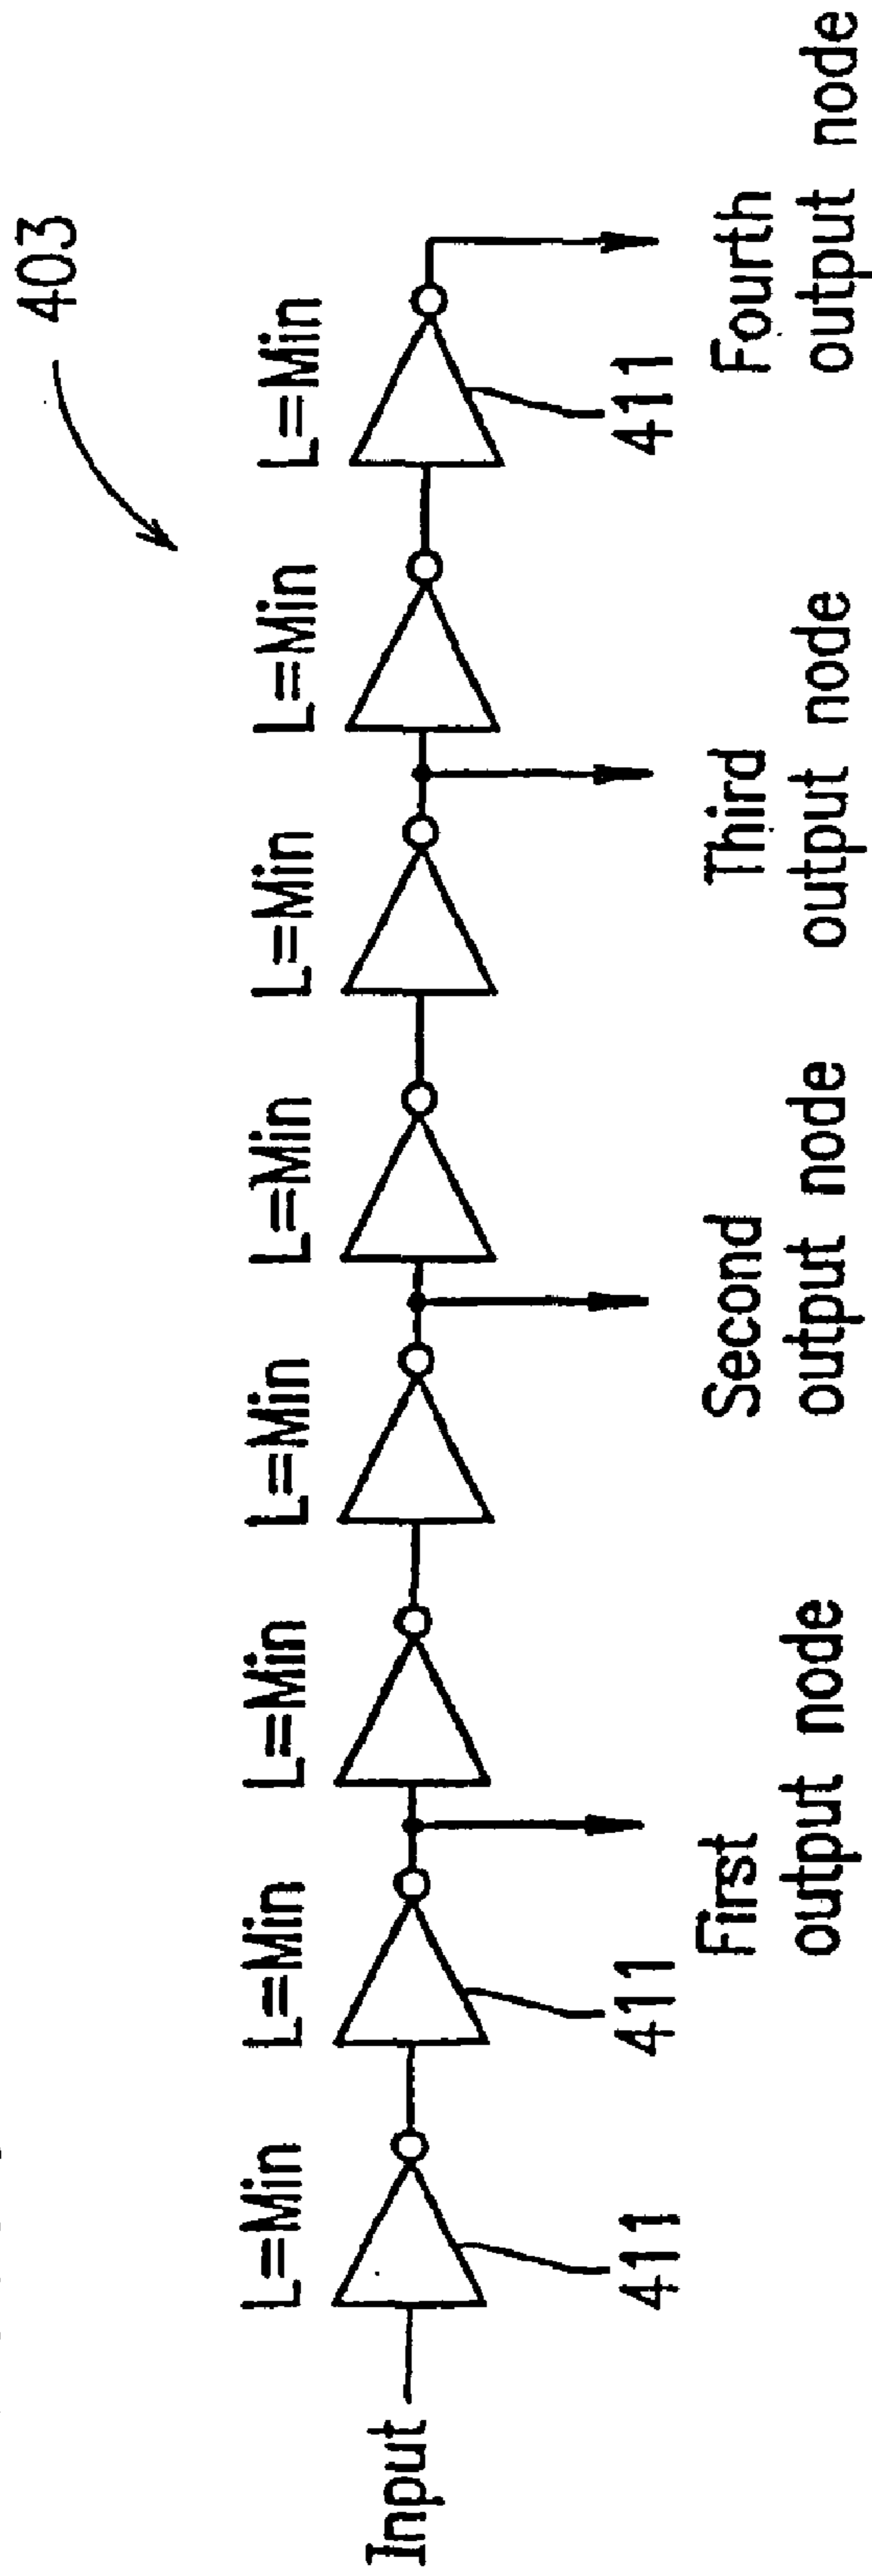 403
L=Min L=Min L=Min L=Min L=Min L=Min L=Min L=Min
Input
411 411 411
First output node
Second output node
Third output node
Fourth output node